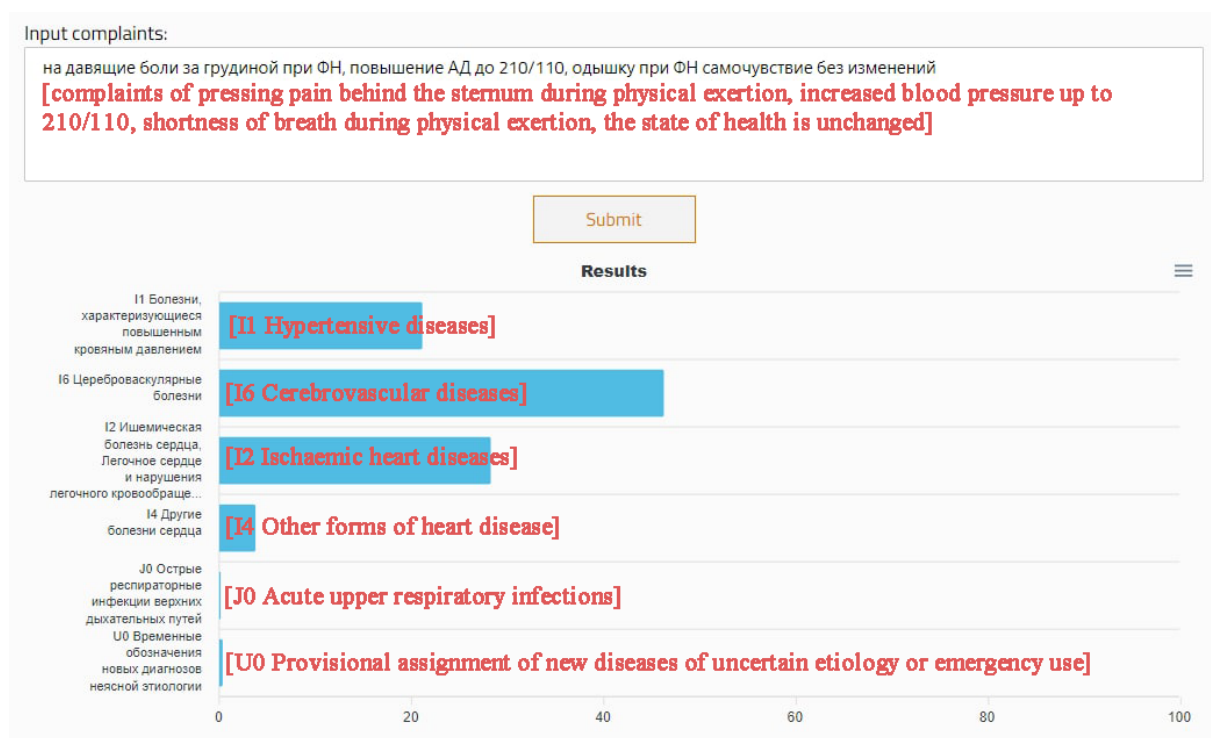 Input complaints:
на давящие боли за грудиной при ФН, повышение АД до 210/110, одышку при ФН самочувствие без изменений
[complaints of pressing pain behind the sternum during physical exertion, increased blood pressure up to
210/110, shortness of breath during physical exertion, the state of health is unchanged]
Submit
Results
I1 Болезни,
характеризующиеся
повышенным
кровяным давлением
[I1 Hypertensive diseases]
I6 Цереброваскулярные
болезни
[I6 Cerebrovascular diseases]
I2 Ишемическая
болезнь сердца,
Легочное сердце
и нарушения
легочного кровообраще...
[I2 Ischaemic heart diseases]
I4 Другие
болезни сердца
[I4 Other forms of heart disease]
J0 Острые
респираторные
инфекции верхних
дыхательных путей
[J0 Acute upper respiratory infections]
U0 Временные
обозначения
новых диагнозов
неясной этиологии
[U0 Provisional assignment of new diseases of uncertain etiology or emergency use]
0 20 40 60 80 100